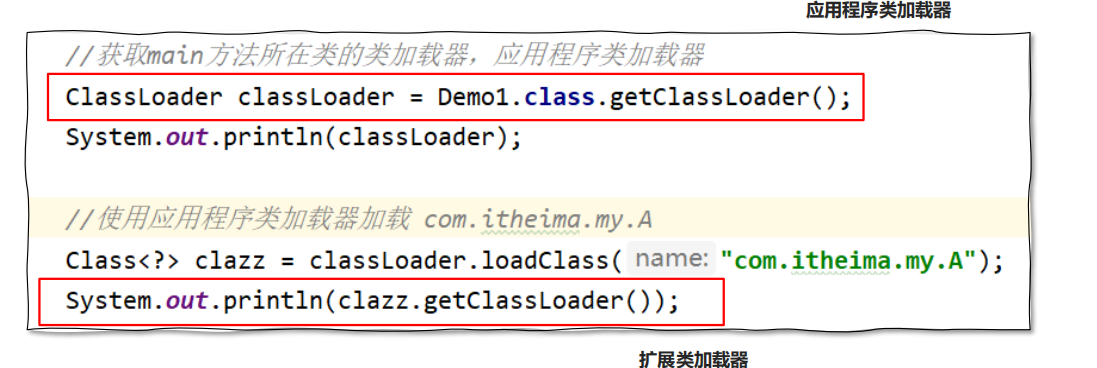 应用程序类加载器
//获取main方法所在类的类加载器，应用程序类加载器
ClassLoader classLoader = Demo1.class.getClassLoader();
System.out.println(classLoader);
//使用应用程序类加载器加载 com.itheima.my.A
Class<?> clazz = classLoader.loadClass( name: "com.itheima.my.A");
System.out.println(clazz.getClassLoader());
扩展类加载器